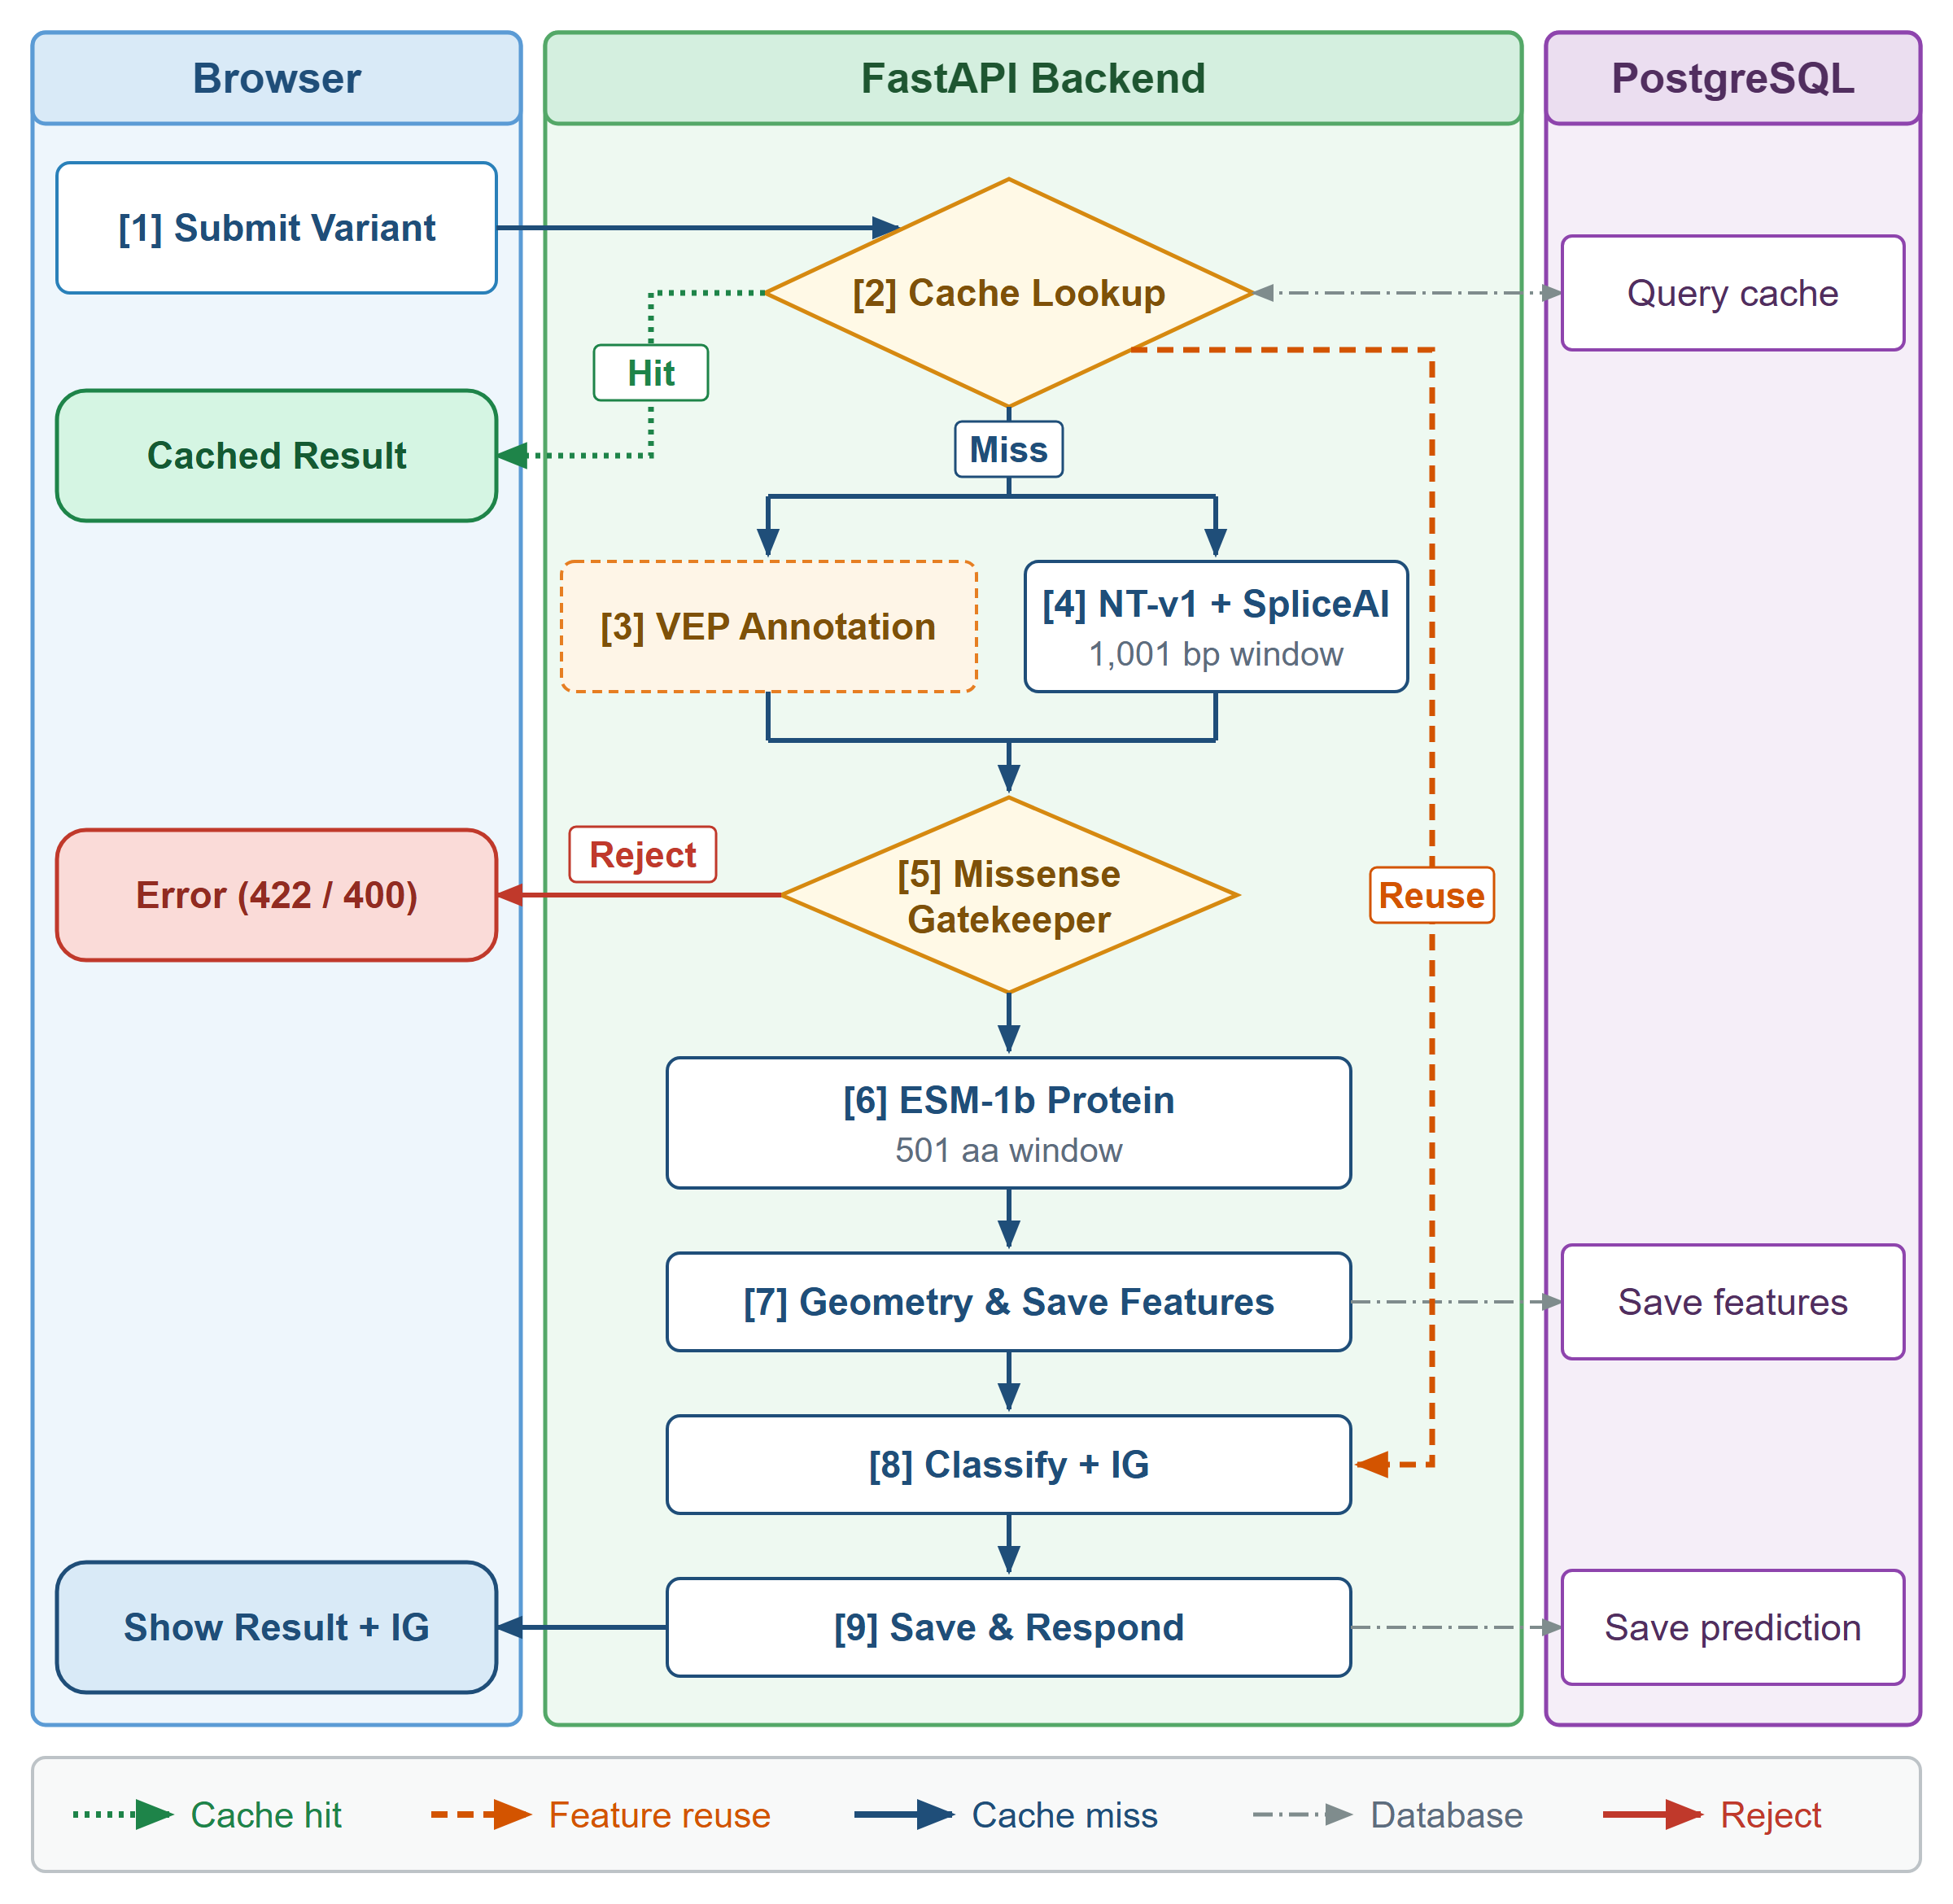 Browser
FastAPI Backend
PostgreSQL
[1] Submit Variant
[2] Cache Lookup
Query cache
Hit
Cached Result
Miss
[3] VEP Annotation
[4] NT-v1 + SpliceAI
1,001 bp window
Reject
Error (422 / 400)
[5] Missense
Gatekeeper
Reuse
[6] ESM-1b Protein
501 aa window
[7] Geometry & Save Features
Save features
[8] Classify + IG
Show Result + IG
[9] Save & Respond
Save prediction
Cache hit
Feature reuse
Cache miss
Database
Reject